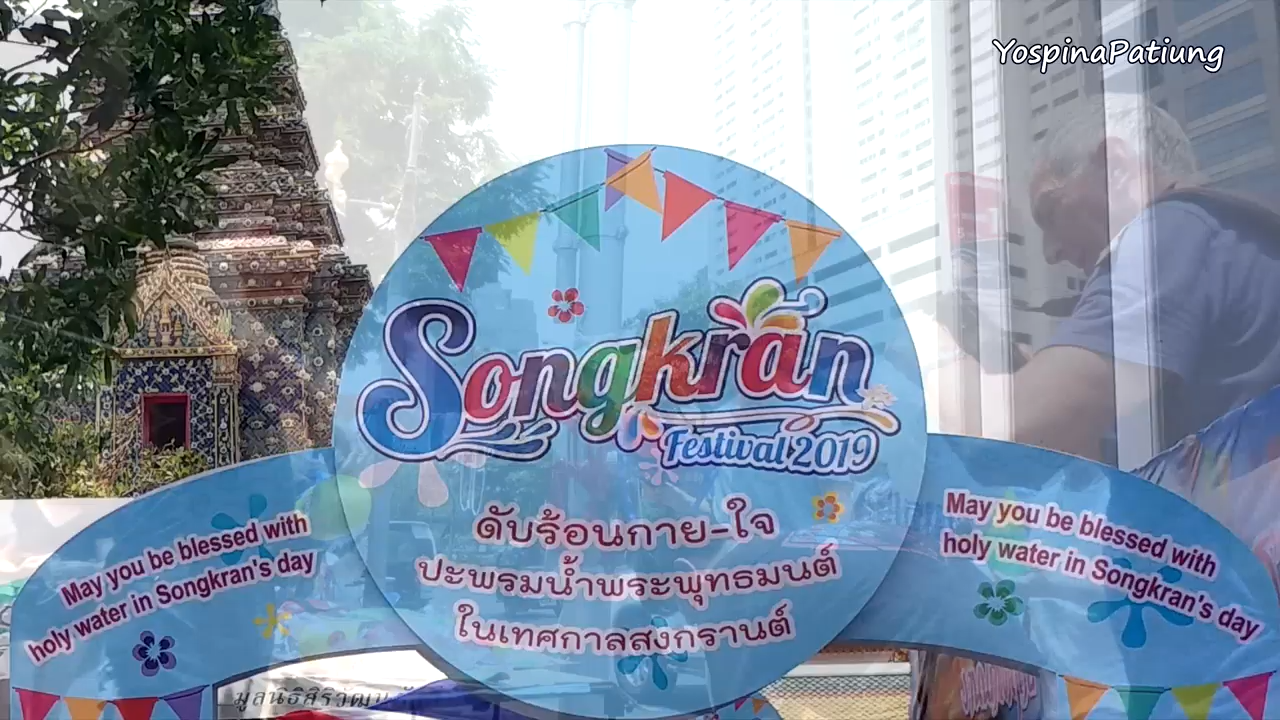 YospinaPatiung
Songkran
Festival 2019
ดับร้อนกาย-ใจ
ปะพรมน้ำพระพุทธมนต์
ในเทศกาลสงกรานต์
May you be blessed with
holy water in Songkran's day
May you be blessed with
holy water in Songkran's day